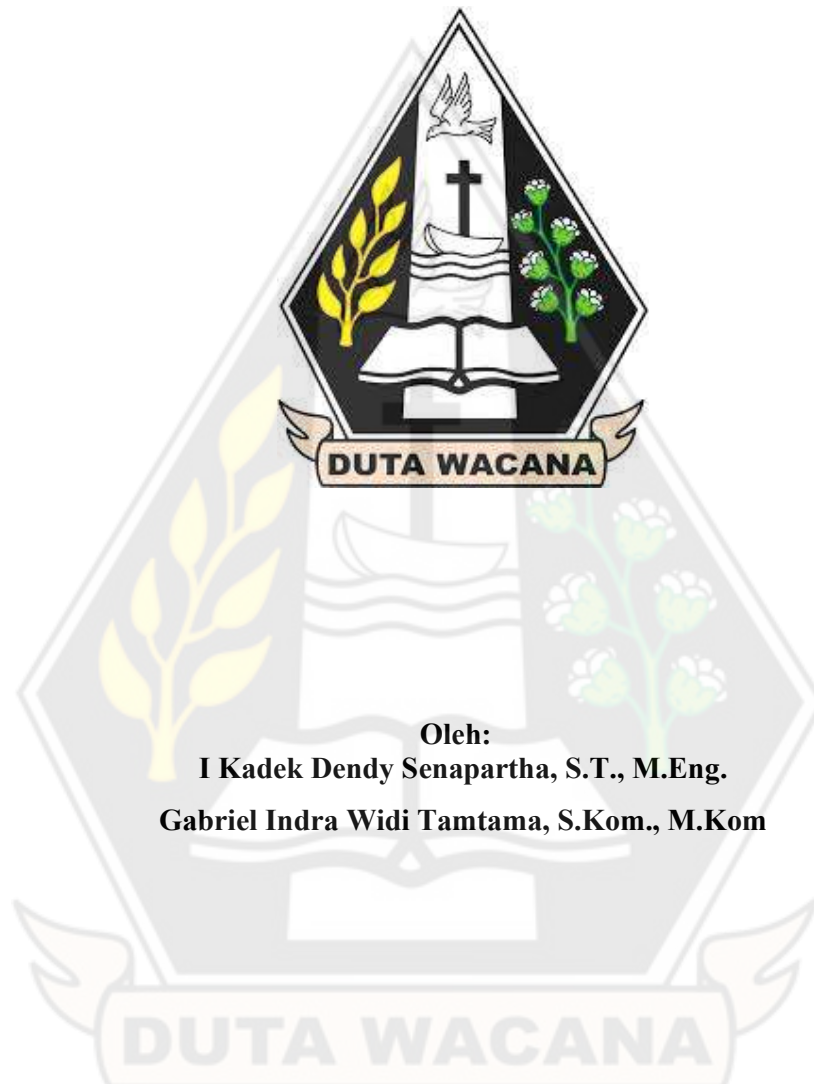 DUTA WACANA
Oleh:
I Kadek Dendy Senapartha, S.T., M.Eng.
Gabriel Indra Widi Tamtama, S.Kom., M.Kom
DUTA WACANA